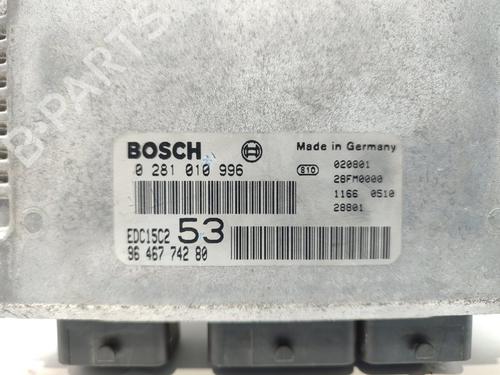 B-PARTS
BOSCH
Made in Germany
0 281 010 996
810
020801
28FM0000
1166 0510
28801
EDC15C2 53
96 467 742 80